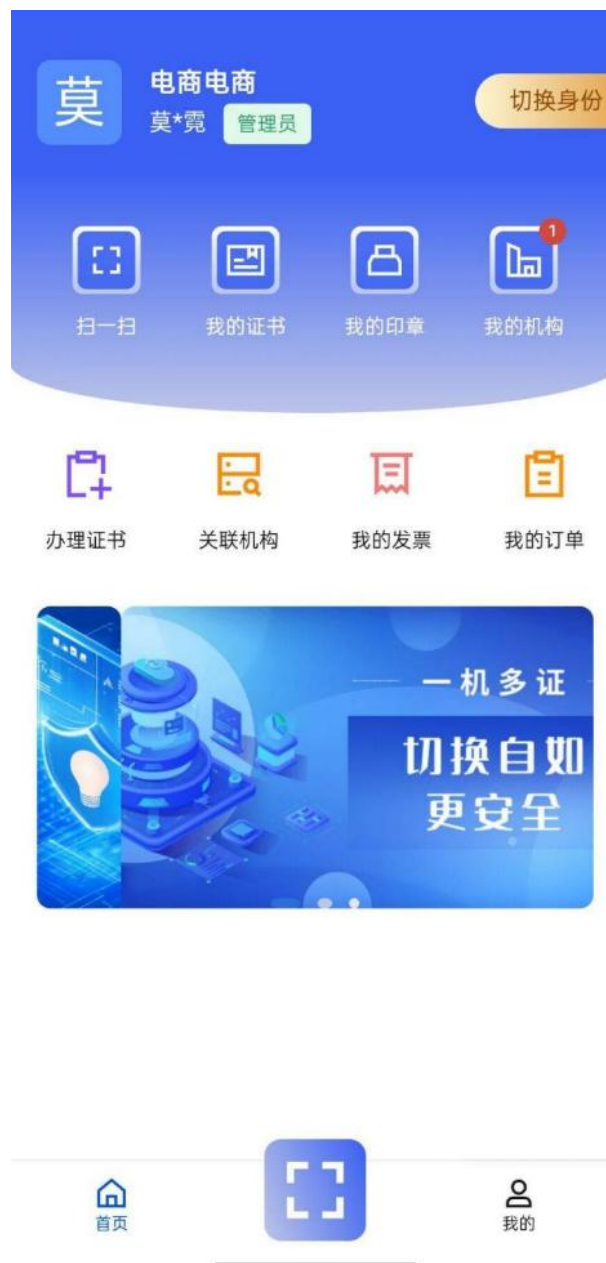 莫
电商电商
莫*霓 管理员
切换身份
1
扫一扫 我的证书 我的印章 我的机构
办理证书 关联机构 我的发票 我的订单
一机多证
切换自如
更安全
首页 我的